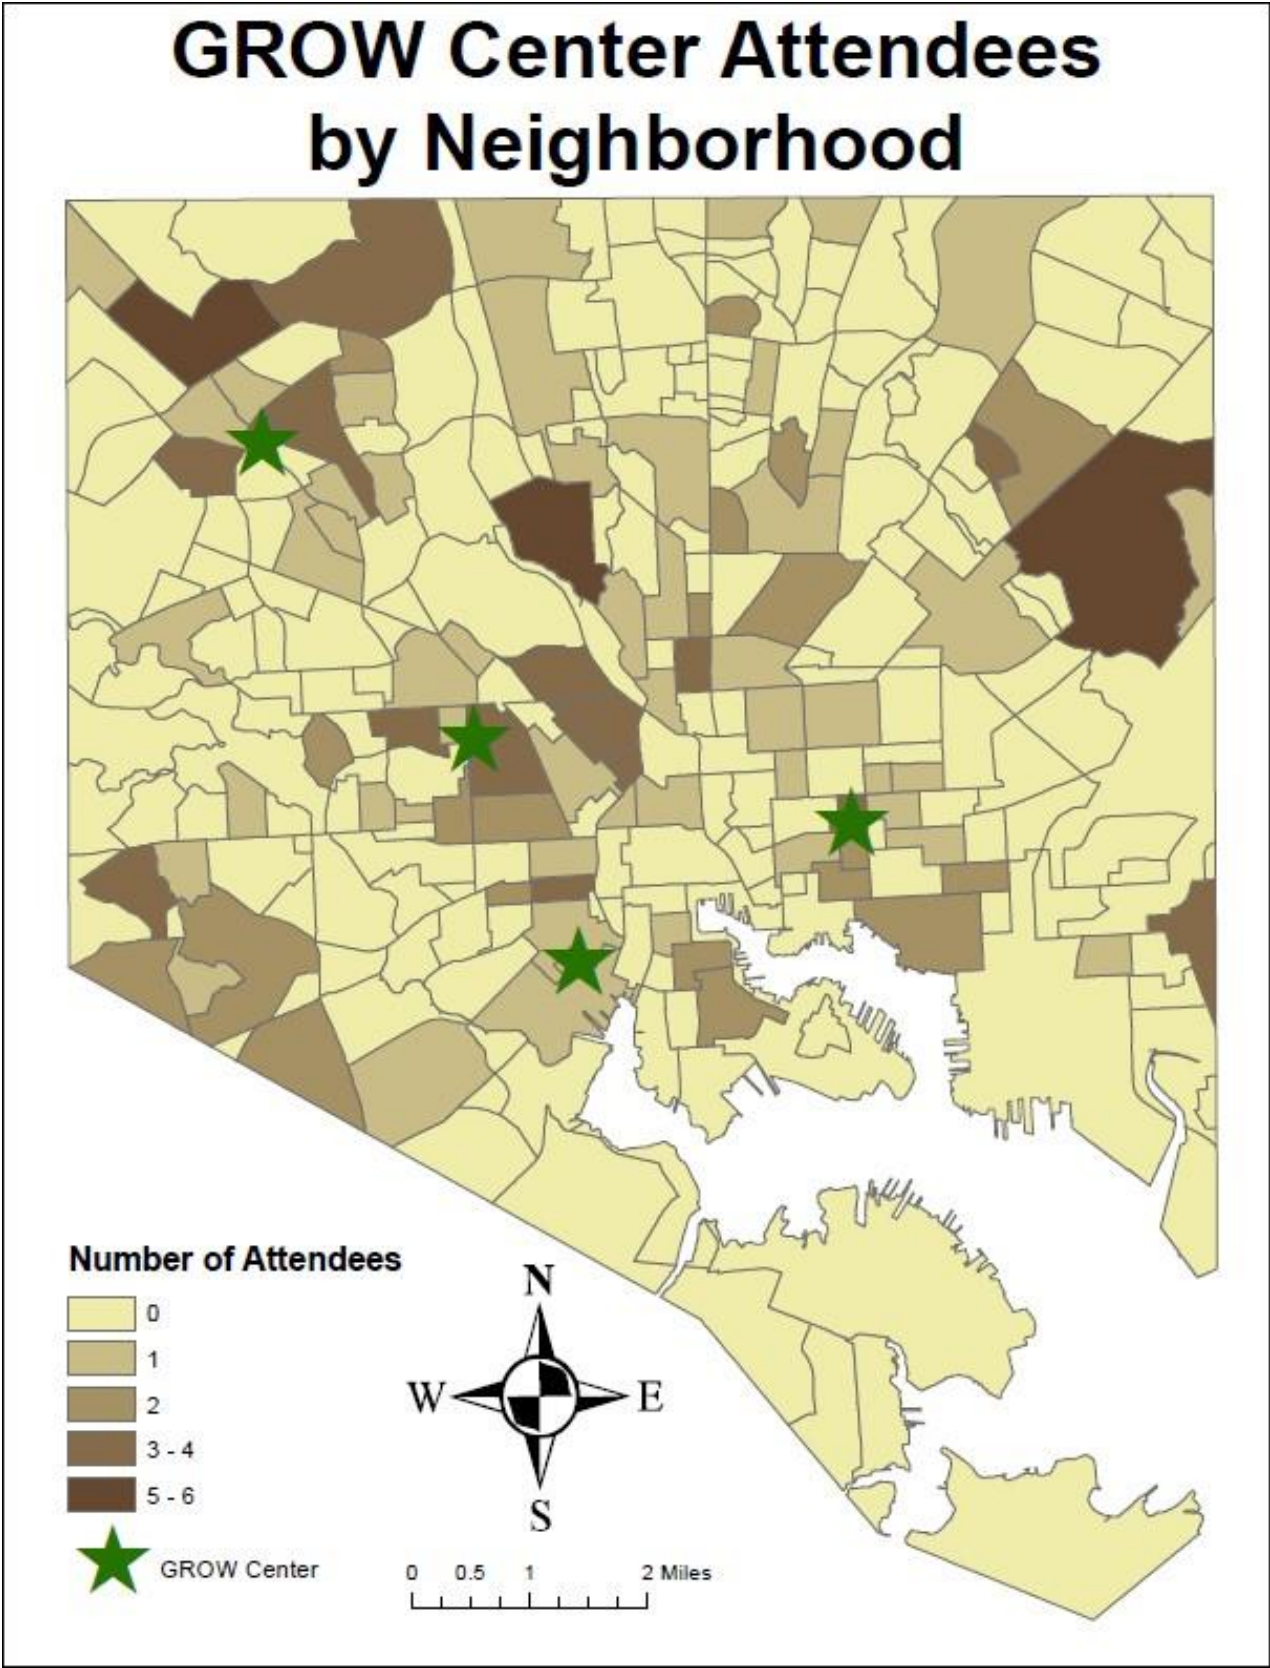 GROW Center Attendees
by Neighborhood
Number of Attendees
0
1
2
3 - 4
5 - 6
GROW Center
N
W E
S
0 0.5 1 2 Miles